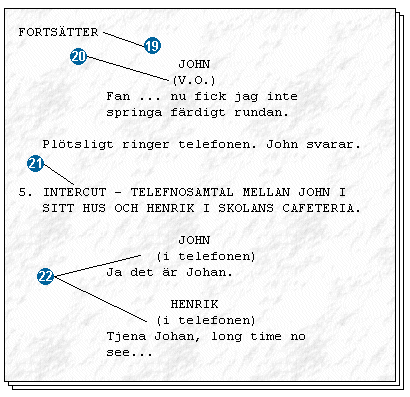 FORTSÄTTER
19
20
JOHN
(V.O.)
Fan ... nu fick jag inte
springa färdigt rundan.
Plötsligt ringer telefonen. John svarar.
21
5. INTERCUT - TELEFNOSAMTAL MELLAN JOHN I
SITT HUS OCH HENRIK I SKOLANS CAFETERIA.
JOHN
(i telefonen)
22
Ja det är Johan.
HENRIK
(i telefonen)
Tjena Johan, long time no
see...